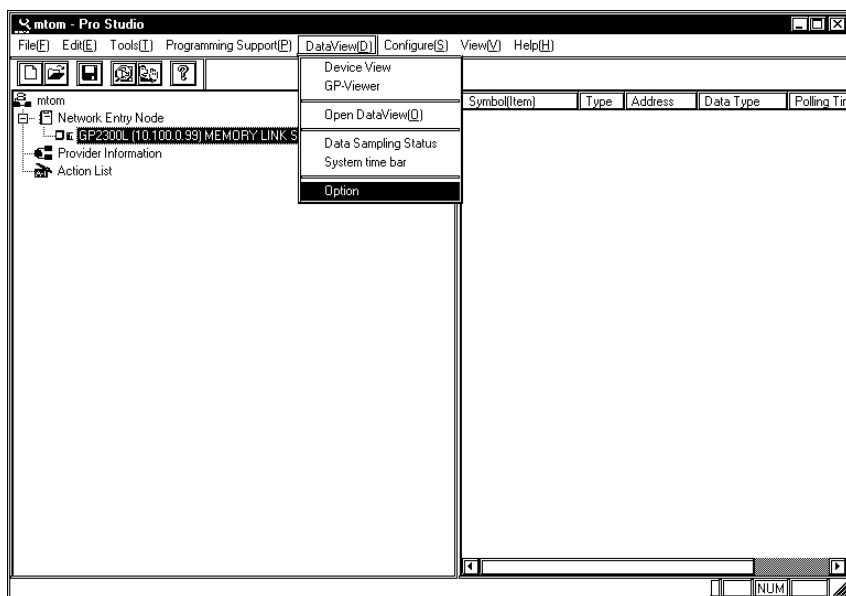 mtom - Pro Studio
File(F) Edit(E) Tools(T) Programming Support(P) DataView(D) Configure(S) View(V) Help(H)
Device View
GP-Viewer
Open DataView(O)
Data Sampling Status
System time bar
Option
mtom
Network Entry Node
GP2300L (10.100.0.99) MEMORY LINK S
Provider Information
Action List
Symbol(Item) Type Address Data Type Polling Tir
NUM